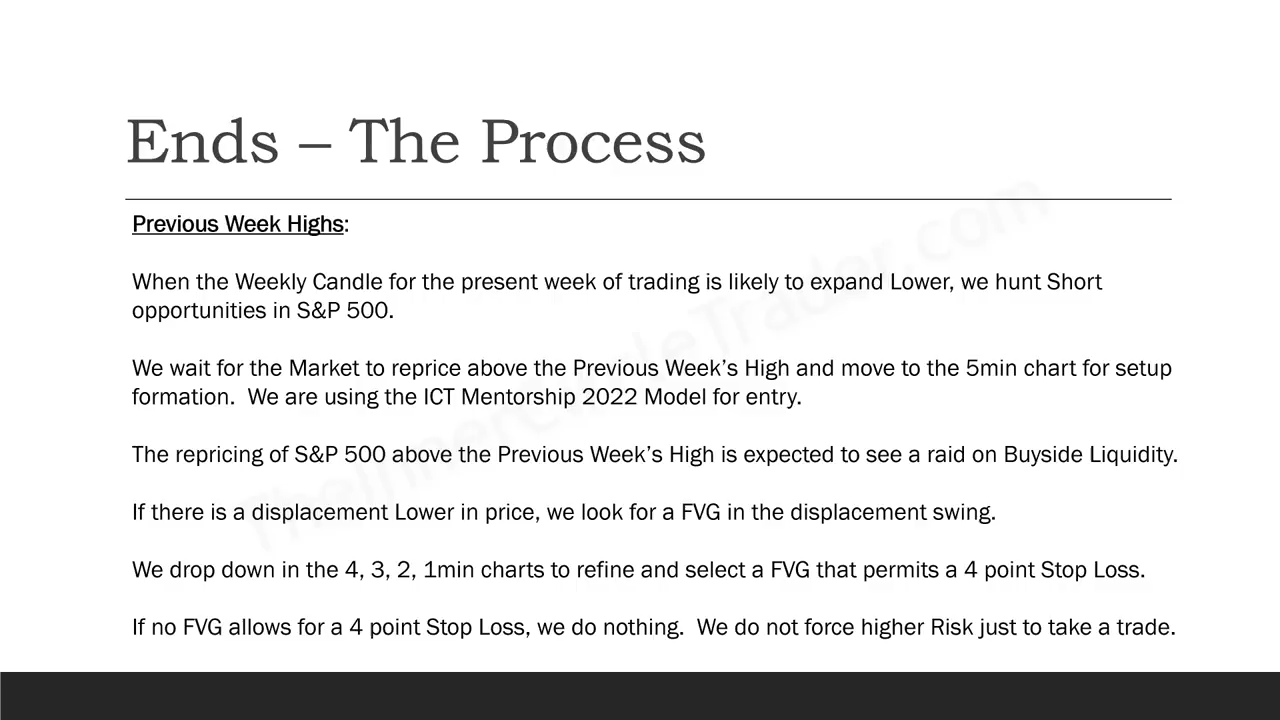 Ends – The Process
Previous Week Highs:
When the Weekly Candle for the present week of trading is likely to expand Lower, we hunt Short
opportunities in S&P 500.
We wait for the Market to reprice above the Previous Week’s High and move to the 5min chart for setup
formation.  We are using the ICT Mentorship 2022 Model for entry.
The repricing of S&P 500 above the Previous Week’s High is expected to see a raid on Buyside Liquidity.
If there is a displacement Lower in price, we look for a FVG in the displacement swing.
We drop down in the 4, 3, 2, 1min charts to refine and select a FVG that permits a 4 point Stop Loss.
If no FVG allows for a 4 point Stop Loss, we do nothing.  We do not force higher Risk just to take a trade.
TheInnerCircleTrader.com